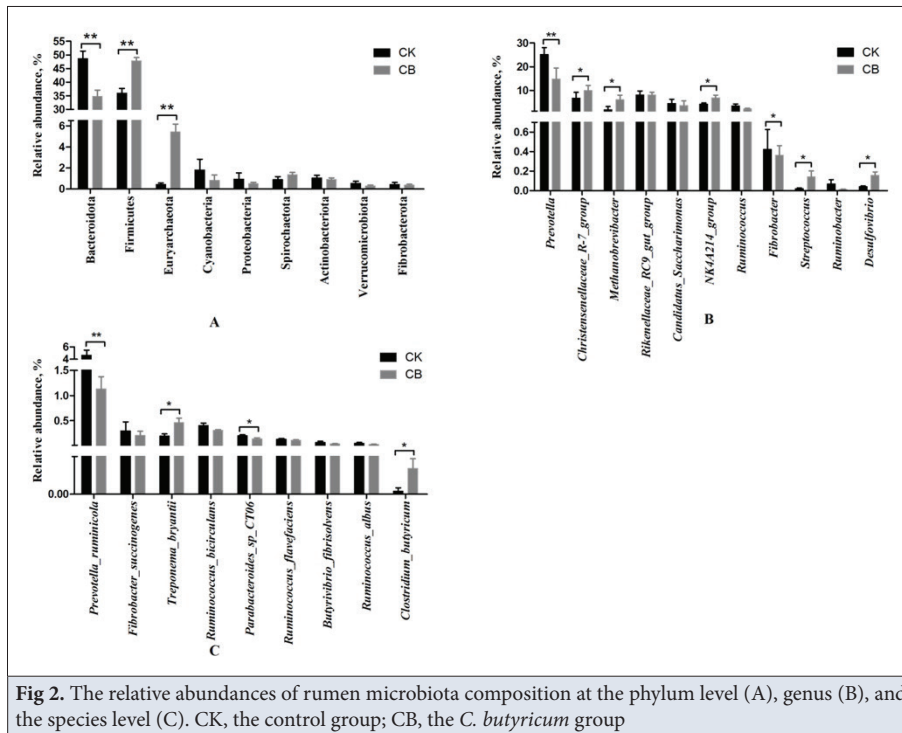 **
**
**
Relative abundance, %
55
50
45
40
35
30
25
6
4
2
0
CK
CB
Bacteroidota
Firmicutes
Euryarchaeota
Cyanobacteria
Proteobacteria
Spirochaetota
Actinobacteriota
Verrucomicrobiota
Fibrobacterota
A
**
*
*
*
*
*
*
Relative abundance, %
30
20
10
0.6
0.4
0.2
0.0
CK
CB
Prevotella
Christensenellaceae_R-7_group
Methanobrevibacter
Rikenellaceae_RC9_gut_group
Candidatus_Saccharimonas
NK4A214_group
Ruminococcus
Fibrobacter
Streptococcus
Ruminobacter
Desulfovibrio
B
**
*
*
*
Relative abundance, %
6
4
1.5
1.0
0.5
0.00
CK
CB
Prevotella_ruminicola
Fibrobacter_succinogenes
Treponema_bryantii
Ruminococcus_bicirculans
Parabacteroides_sp_CT06
Ruminococcus_flavefaciens
Butyrivibrio_fibrisolvens
Ruminococcus_albus
Clostridium_butyricum
C
Fig 2. The relative abundances of rumen microbiota composition at the phylum level (A), genus (B), and
the species level (C). CK, the control group; CB, the C. butyricum group